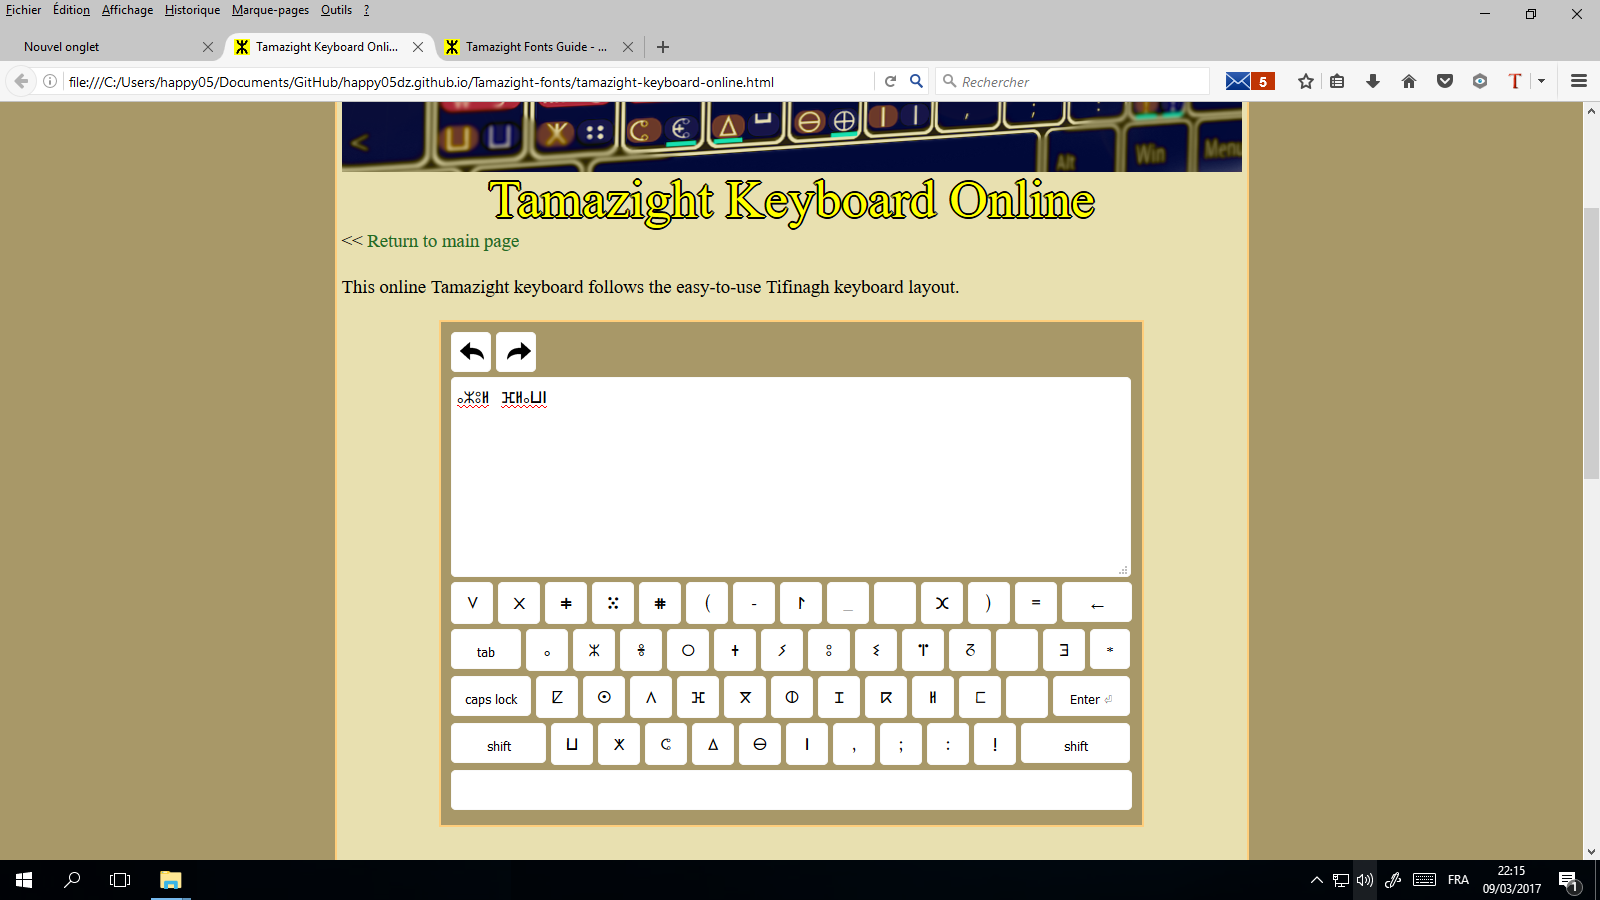 Fichier Édition Affichage Historique Marque-pages Outils ?
Nouvel onglet Tamazight Keyboard Onli... Tamazight Fonts Guide - ...
file:///C:/Users/happy05/Documents/GitHub/happy05dz.github.io/Tamazight-fonts/tamazight-keyboard-online.html Rechercher 5 T
< Alt Win Menu
Tamazight Keyboard Online
<< Return to main page
This online Tamazight keyboard follows the easy-to-use Tifinagh keyboard layout.
ⴰⵣⵓⵍ ⴼⵍⴰⵡⵏ
ⴸ ⵝ ⵐ ⵆ ⵌ ( - ↾ _ ⵋ ) = ←
tab ⴰ ⵣ ⴻ ⵔ ⵜ ⵢ ⵓ ⵉ ⵖ ⵒ ⴺ *
caps lock ⵇ ⵙ ⴷ ⴼ ⴳ ⵀ ⵊ ⴽ ⵍ ⵎ Enter ⏎
shift ⵡ ⵅ ⵛ ⴵ ⴱ ⵏ , ; : ! shift
FRA 22:15
09/03/2017 1